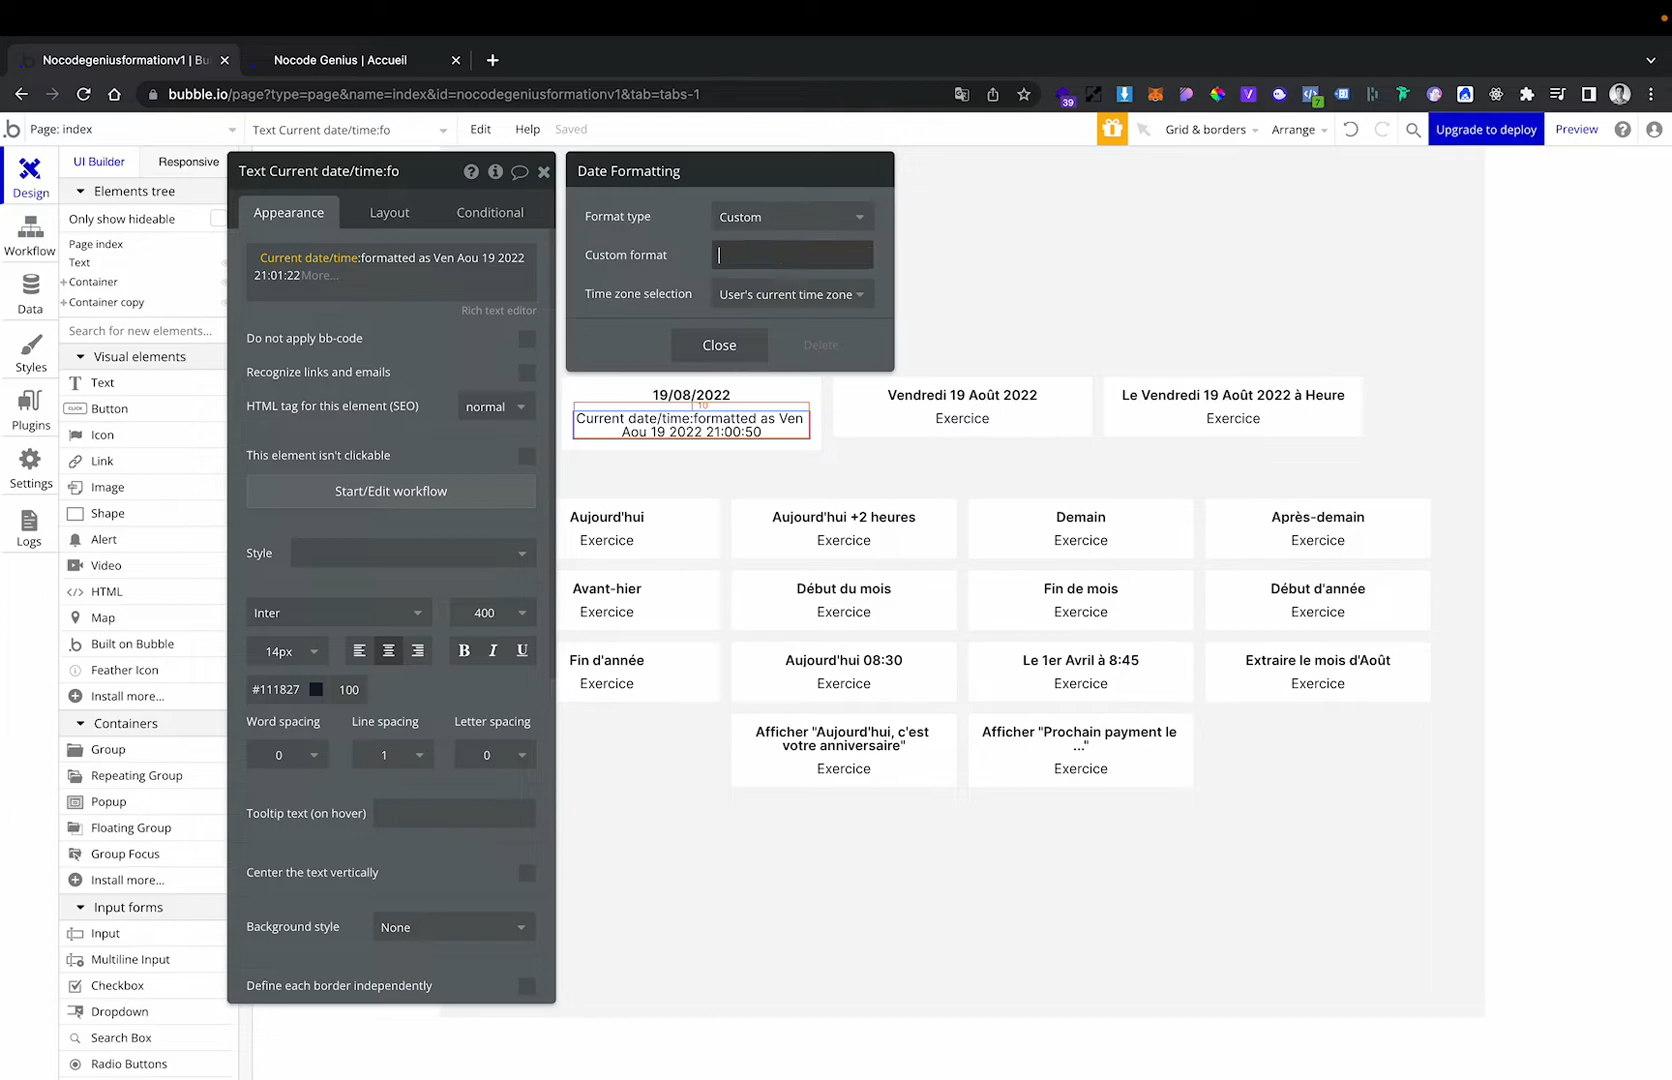 Nocodegeniusformationv1 | Bu
Nocode Genius | Accueil
bubble.io/page?type=page&name=index&id=nocodegeniusformationv1&tab=tabs-1
39
7
Page: index
Text Current date/time:fo
Edit
Help
Saved
Grid & borders
Arrange
Upgrade to deploy
Preview
Design
Workflow
Data
Styles
Plugins
Settings
Logs
UI Builder
Responsive
Elements tree
Only show hideable
Page index
Text
Container
Container copy
Search for new elements...
Visual elements
Text
CLICK
Button
Icon
Link
Image
Shape
Alert
Video
</> HTML
Map
Built on Bubble
Feather Icon
Install more...
Containers
Group
Repeating Group
Popup
Floating Group
Group Focus
Install more...
Input forms
Input
Multiline Input
Checkbox
Dropdown
Search Box
Radio Buttons
Text Current date/time:fo
Appearance
Layout
Conditional
Current date/time:formatted as Ven Aou 19 2022
21:01:22More...
Rich text editor
Do not apply bb-code
Recognize links and emails
HTML tag for this element (SEO)
normal
This element isn't clickable
Start/Edit workflow
Style
Inter
400
14px
B I U
#111827
100
Word spacing
Line spacing
Letter spacing
0
1
0
Tooltip text (on hover)
Center the text vertically
Background style
None
Define each border independently
Date Formatting
Format type
Custom
Custom format
Time zone selection
User's current time zone
Close
Delete
19/08/2022
10
Current date/time:formatted as Ven
Aou 19 2022 21:00:50
Vendredi 19 Août 2022
Exercice
Le Vendredi 19 Août 2022 à Heure
Exercice
Aujourd'hui
Exercice
Aujourd'hui +2 heures
Exercice
Demain
Exercice
Après-demain
Exercice
Avant-hier
Exercice
Début du mois
Exercice
Fin de mois
Exercice
Début d'année
Exercice
Fin d'année
Exercice
Aujourd'hui 08:30
Exercice
Le 1er Avril à 8:45
Exercice
Extraire le mois d'Août
Exercice
Afficher "Aujourd'hui, c'est
votre anniversaire"
Exercice
Afficher "Prochain payment le
..."
Exercice